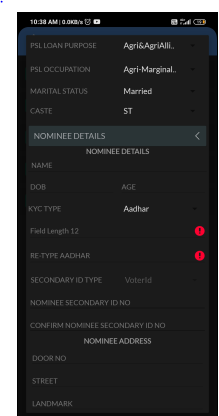 10:38 AM | 0.0KB/s
PSL LOAN PURPOSE Agri&AgriAlli..
PSL OCCUPATION Agri-Marginal..
MARITAL STATUS Married
CASTE ST
NOMINEE DETAILS
NOMINEE DETAILS
NAME
DOB AGE
KYC TYPE Aadhar
Field Length 12
RE-TYPE AADHAR
SECONDARY ID TYPE VoterId
NOMINEE SECONDARY ID NO
CONFIRM NOMINEE SECONDARY ID NO
NOMINEE ADDRESS
DOOR NO
STREET
LANDMARK